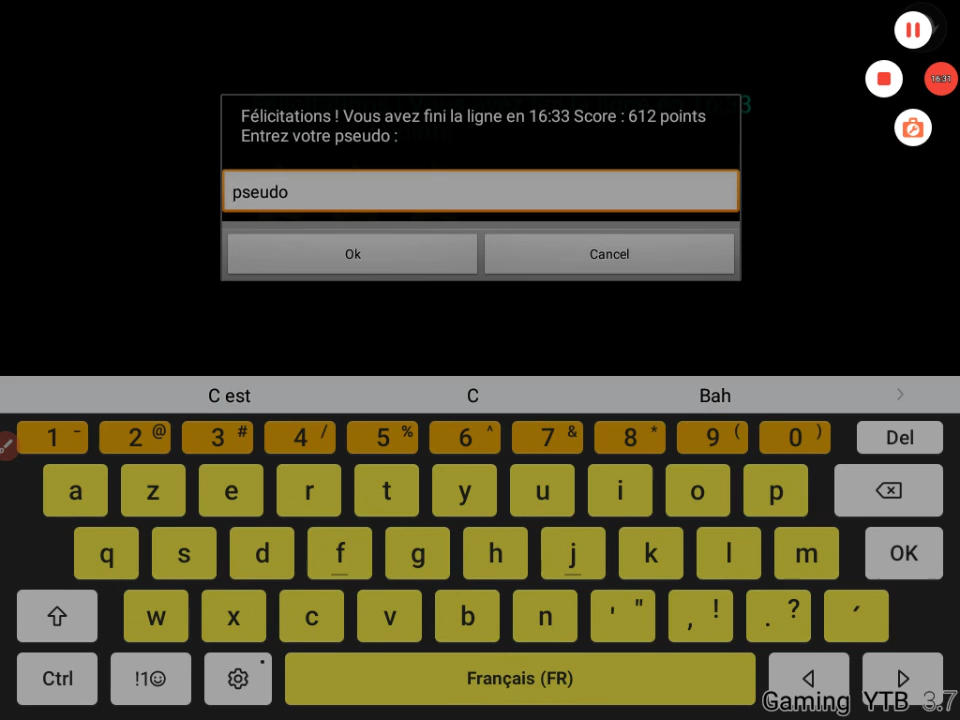 16:31
Félicitations ! Vous avez fini la ligne en 16:33 Score : 612 points
Entrez votre pseudo :
pseudo
Ok Cancel
C est C Bah
1 - 2 @ 3 # 4 / 5 % 6 ^ 7 & 8 * 9 ( 0 ) Del
a z e r t y u i o p
q s d f g h j k l m OK
w x c v b n ' " , ! . ? ´
Ctrl !1☺ Français (FR)
Gaming YTB 3.7